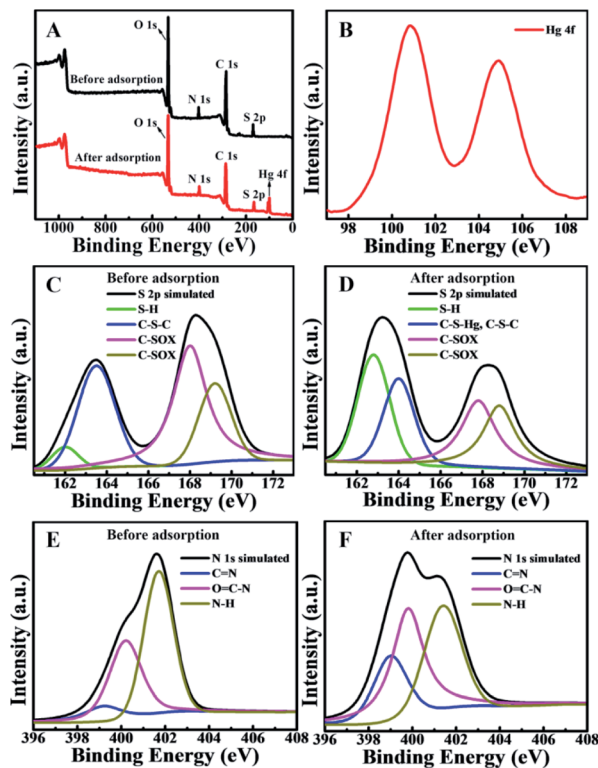 A
O 1s
C 1s
Before adsorption
N 1s
S 2p
O 1s
C 1s
After adsorption
N 1s
Hg 4f
S 2p
Intensity (a.u.)
1000 800 600 400 200 0
Binding Energy (eV)
B
Hg 4f
Intensity (a.u.)
98 100 102 104 106 108
Binding Energy (eV)
C
Before adsorption
S 2p simulated
S-H
C-S-C
C-SOX
C-SOX
Intensity (a.u.)
162 164 166 168 170 172
Binding Energy (eV)
D
After adsorption
S 2p simulated
S-H
C-S-Hg, C-S-C
C-SOX
C-SOX
Intensity (a.u.)
162 164 166 168 170 172
Binding Energy (eV)
E
Before adsorption
N 1s simulated
C=N
O=C-N
N-H
Intensity (a.u.)
396 398 400 402 404 406 408
Binding Energy (eV)
F
After adsorption
N 1s simulated
C=N
O=C-N
N-H
Intensity (a.u.)
396 398 400 402 404 406 408
Binding Energy (eV)